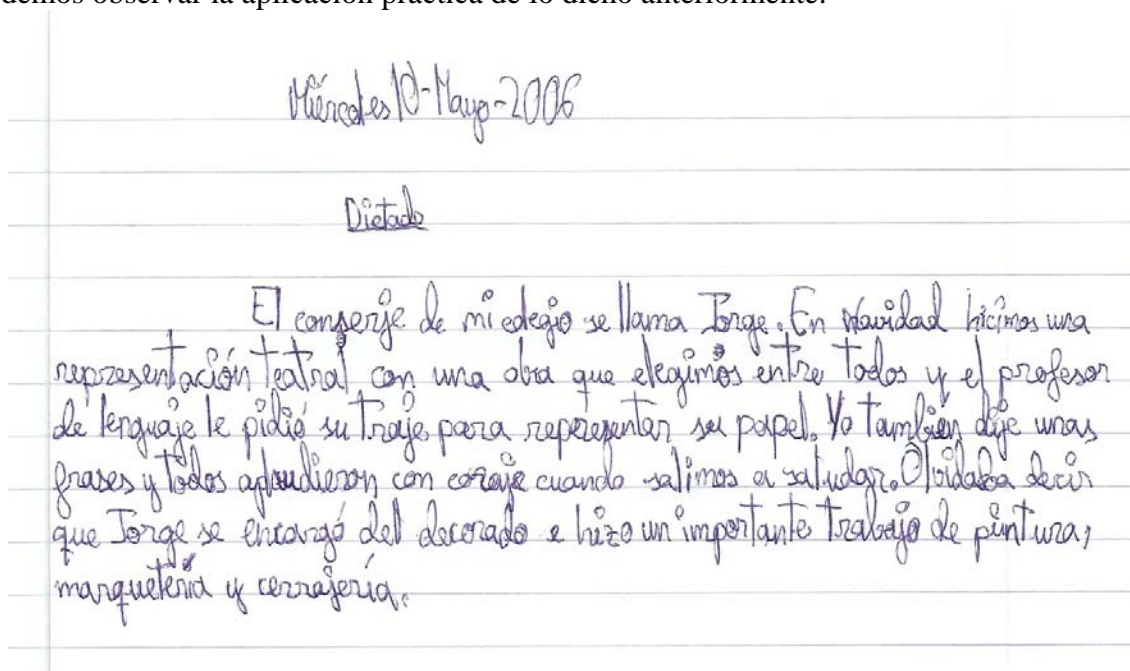 demos observar la aplicación práctica de lo dicho anteriormente:
Miércoles 10-Mayo-2006
Dictado
El conserje de mi colegio se llama Jorge. En Navidad hicimos una
representación teatral con una obra que elegimos entre todos y el profesor
de lenguaje le pidió su traje para reperesentar su papel. Yo también dije unas
frases y todos aplaudieron con coraje cuando salimos a saludar. Olvidaba decir
que Jorge se encargó del decorado e hizo un importante trabajo de pintura,
marquetería y cerrajería.